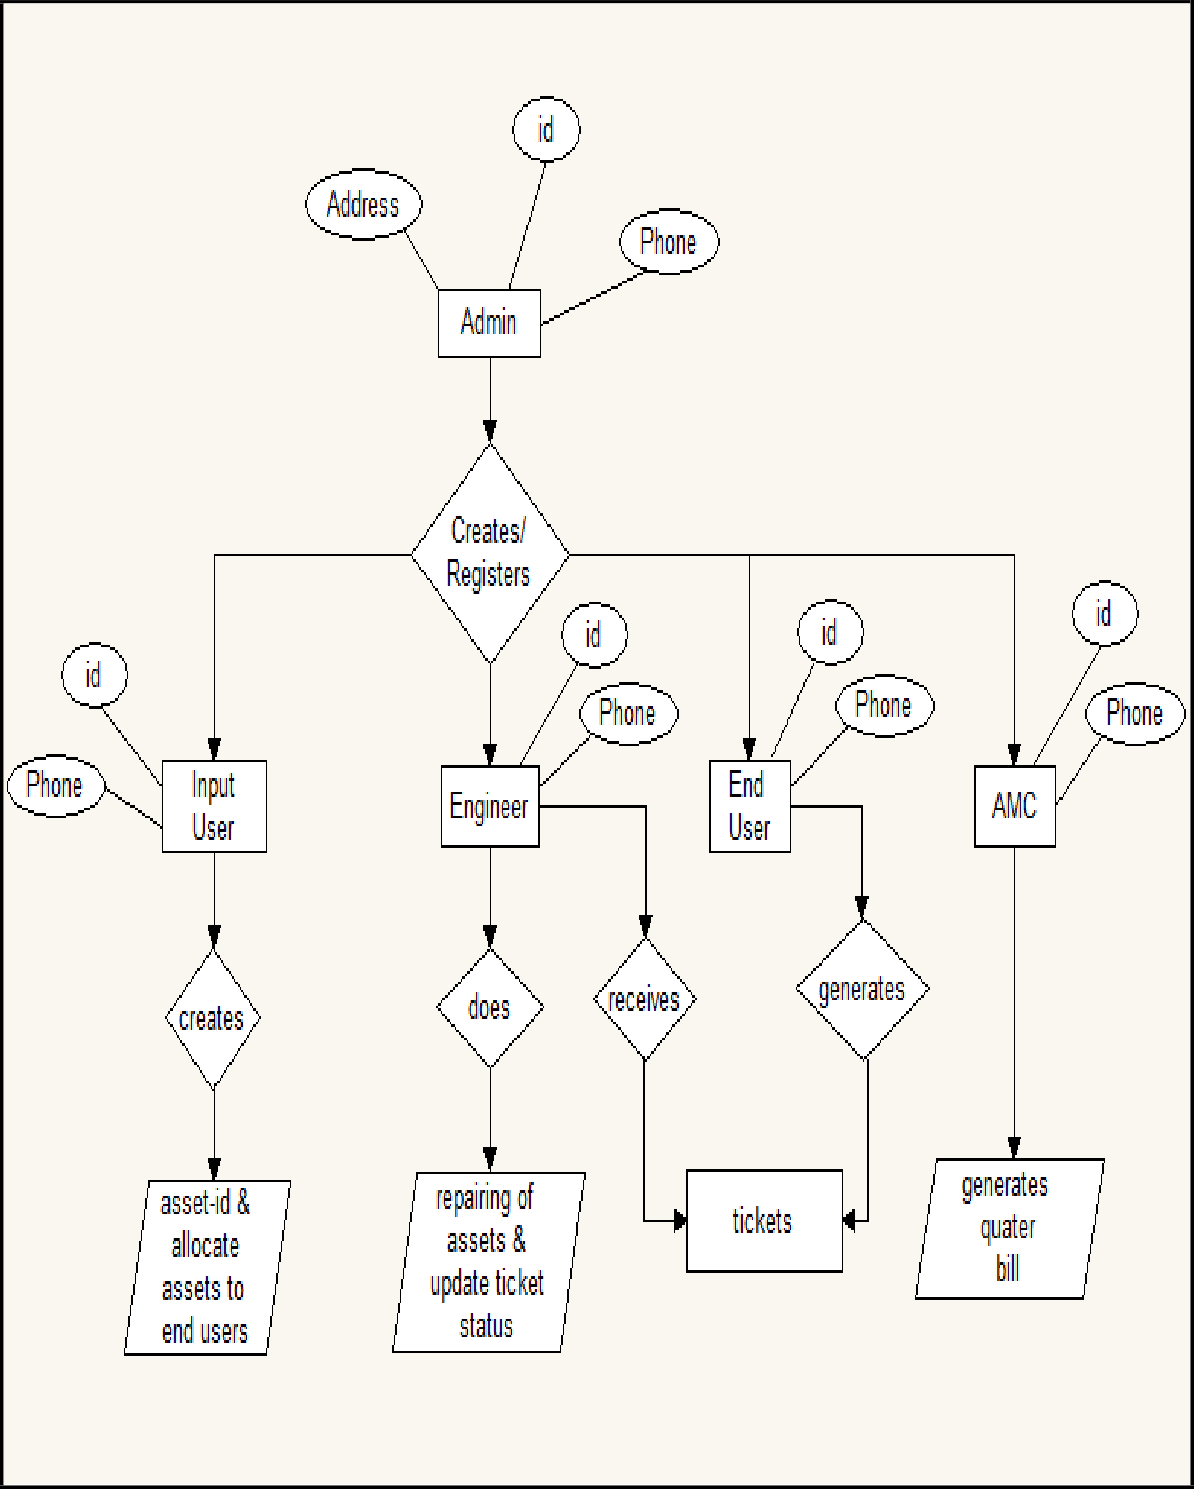 id
Address
Phone
Admin
Creates/
Registers
id
Phone
id
Phone
id
Phone
id
Phone
Input
User
Engineer
End
User
AMC
creates
does
receives
generates
asset-id &
allocate
assets to
end users
repairing of
assets &
update ticket
status
tickets
generates
quater
bill